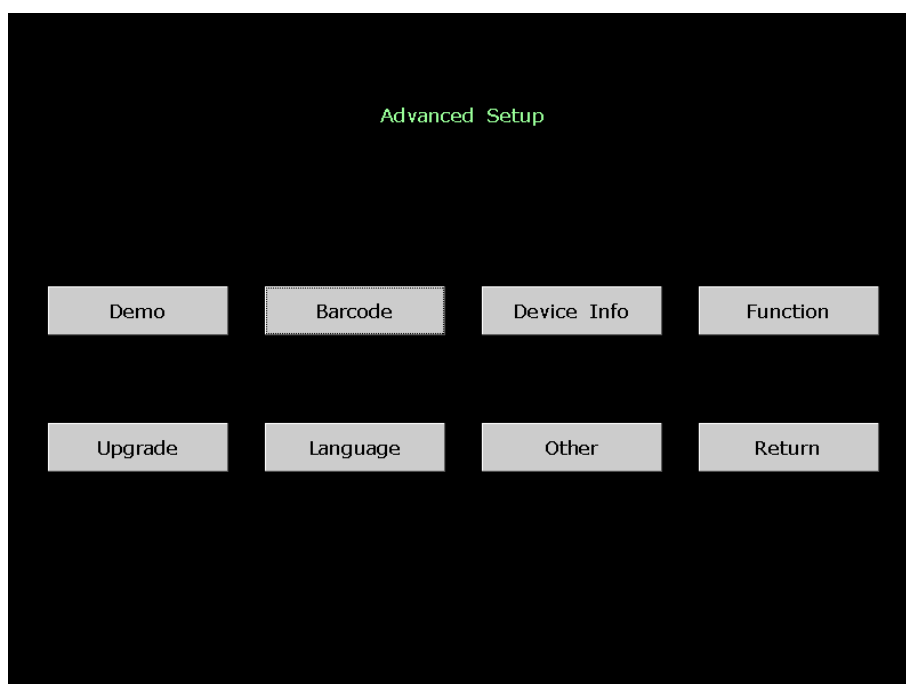 Advanced Setup
Demo
Barcode
Device Info
Function
Upgrade
Language
Other
Return